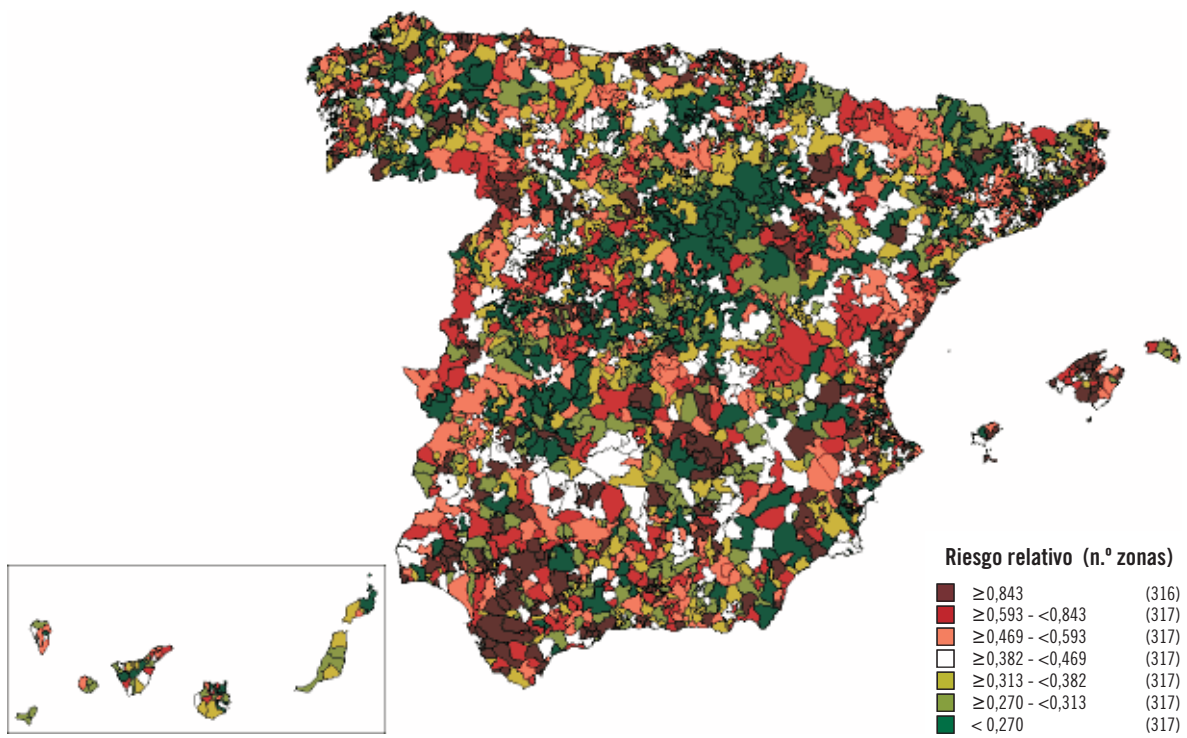 Riesgo relativo (n.º zonas)
≥0,843 (316)
≥0,593 - <0,843 (317)
≥0,469 - <0,593 (317)
≥0,382 - <0,469 (317)
≥0,313 - <0,382 (317)
≥0,270 - <0,313 (317)
< 0,270 (317)